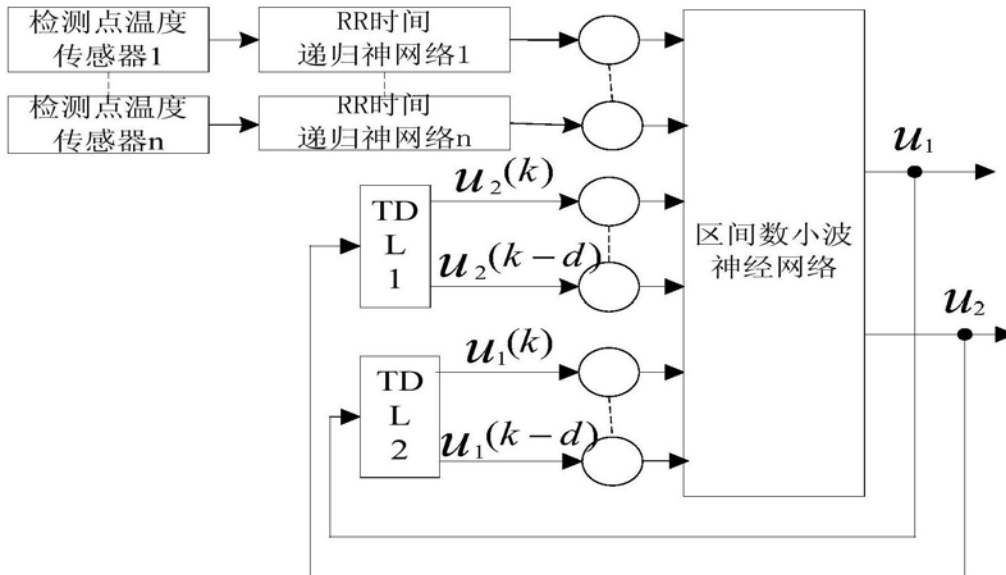 检测点温度
传感器1
RR时间
递归神网络1
检测点温度
传感器n
RR时间
递归神网络n
u₁
u₂(k)
TD
L
1
u₂(k-d)
区间数小波
神经网络
u₂
u₁(k)
TD
L
2
u₁(k-d)